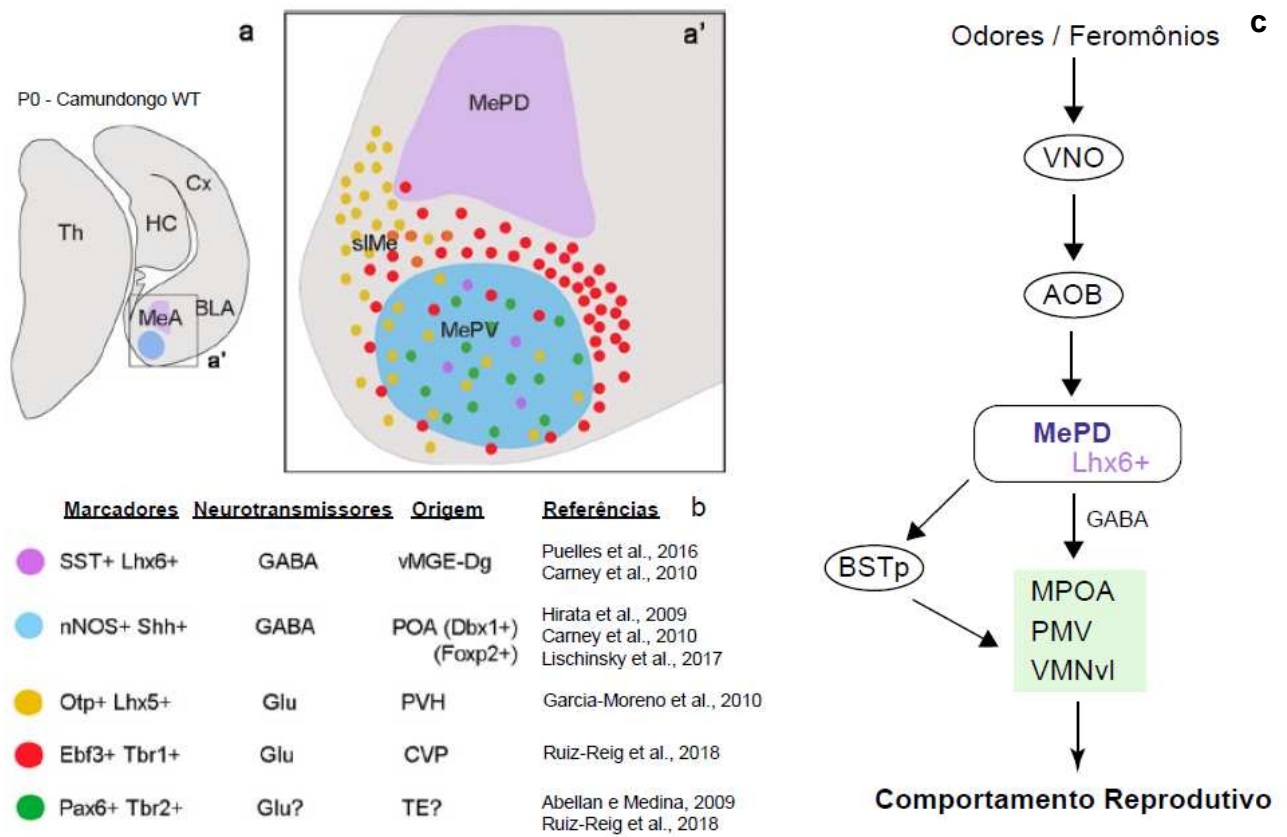 a
P0 - Camundongo WT
Th
HC
Cx
MeA
BLA
a'
a'
MePD
slMe
MePV
b
Marcadores Neurotransmissores Origem Referências
SST+ Lhx6+ GABA vMGE-Dg Puelles et al., 2016
Carney et al., 2010
nNOS+ Shh+ GABA POA (Dbx1+) Hirata et al., 2009
(Foxp2+) Carney et al., 2010
Lischinsky et al., 2017
Otp+ Lhx5+ Glu PVH Garcia-Moreno et al., 2010
Ebf3+ Tbr1+ Glu CVP Ruiz-Reig et al., 2018
Pax6+ Tbr2+ Glu? TE? Abellan e Medina, 2009
Ruiz-Reig et al., 2018
c
Odores / Feromônios
VNO
AOB
MePD
Lhx6+
GABA
BSTp
MPOA
PMV
VMNvl
Comportamento Reprodutivo